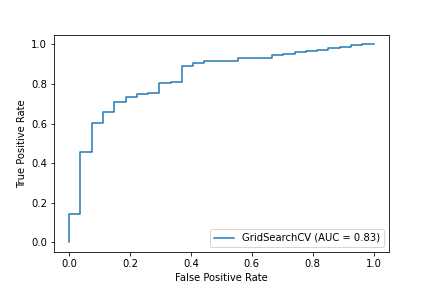 1.0
0.8
0.6
0.4
0.2
0.0
True Positive Rate
GridSearchCV (AUC = 0.83)
0.0 0.2 0.4 0.6 0.8 1.0
False Positive Rate